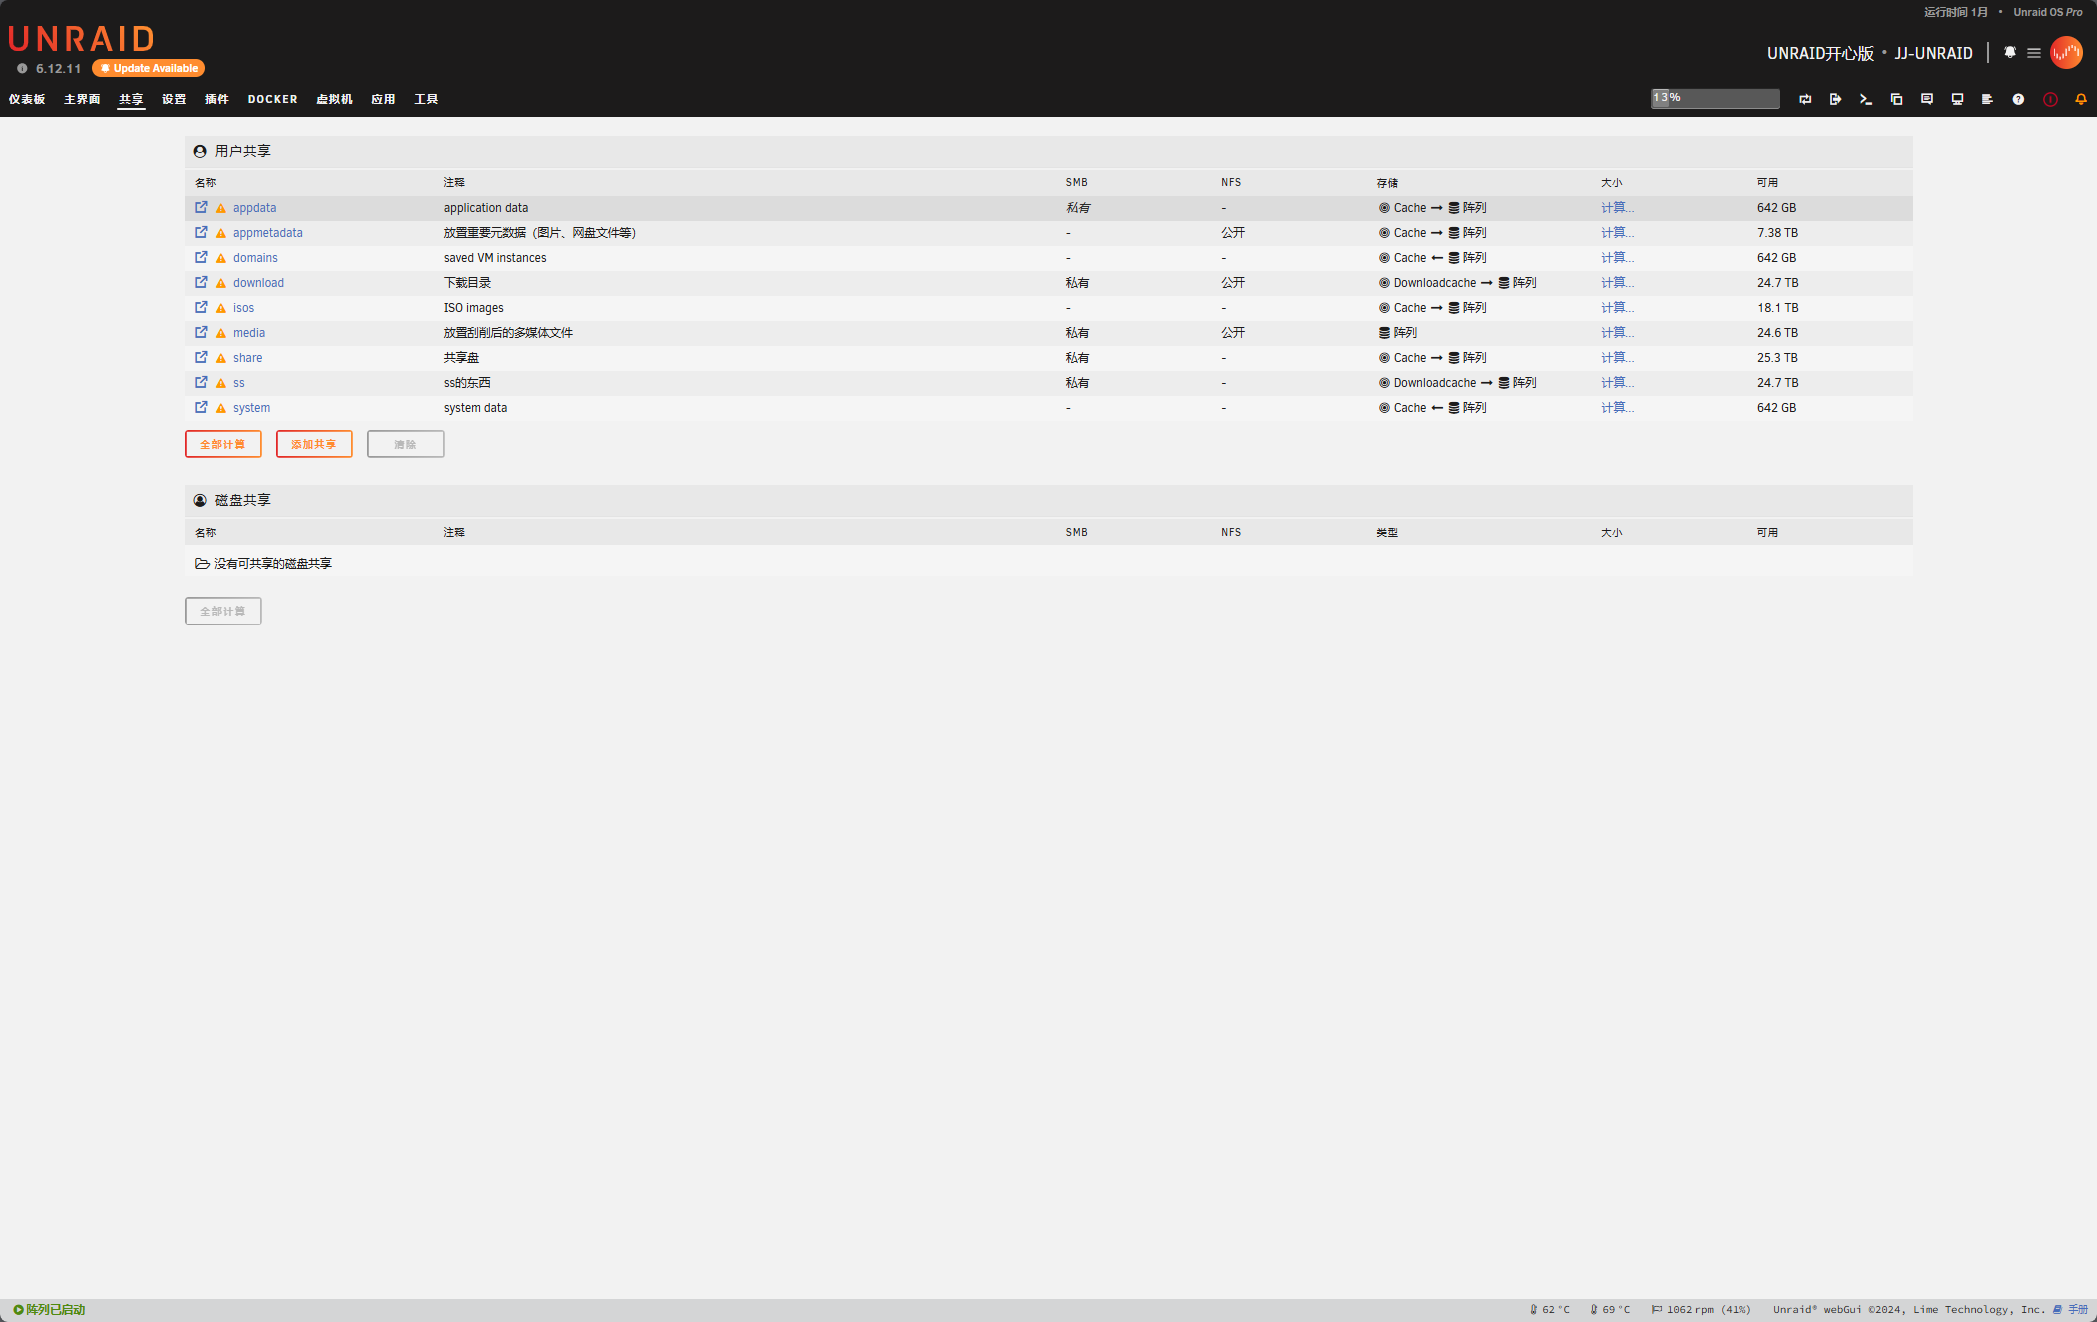 运行时间 1月 • Unraid OS Pro
UNRAID
6.12.11 Update Available
UNRAID开心版 • JJ-UNRAID
仪表板 主界面 共享 设置 插件 DOCKER 虚拟机 应用 工具 13%
用户共享
名称 注释 SMB NFS 存储 大小 可用
appdata application data 私有 - Cache 阵列 计算... 642 GB
appmetadata 放置重要元数据（图片、网盘文件等） - 公开 Cache 阵列 计算... 7.38 TB
domains saved VM instances - - Cache 阵列 计算... 642 GB
download 下载目录 私有 公开 Downloadcache 阵列 计算... 24.7 TB
isos ISO images - - Cache 阵列 计算... 18.1 TB
media 放置刮削后的多媒体文件 私有 公开 阵列 计算... 24.6 TB
share 共享盘 私有 - Cache 阵列 计算... 25.3 TB
ss ss的东西 私有 - Downloadcache 阵列 计算... 24.7 TB
system system data - - Cache 阵列 计算... 642 GB
全部计算 添加共享 清除
磁盘共享
名称 注释 SMB NFS 类型 大小 可用
没有可共享的磁盘共享
全部计算
阵列已启动 62 °C 69 °C 1062 rpm (41%) Unraid® webGui ©2024, Lime Technology, Inc. 手册